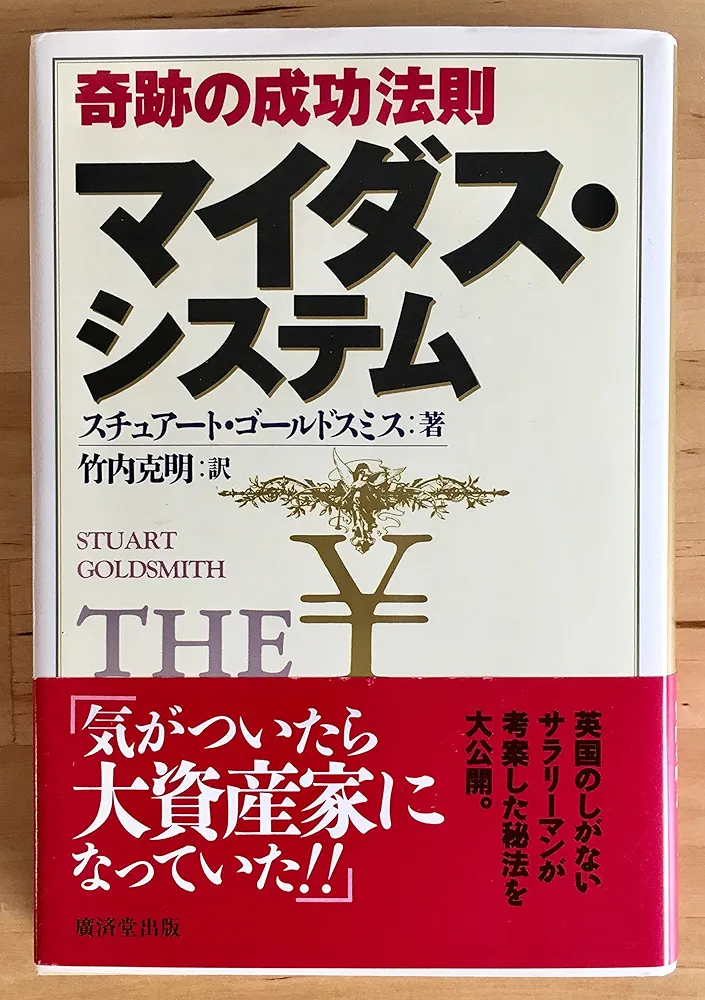 奇跡の成功法則
マイダス・
システム
スチュアート・ゴールドスミス:著
竹内克明:訳
STUART
GOLDSMITH
THE
¥
「気がついたら
大資産家に
なっていた!!」
英国のしがない
サラリーマンが
考案した秘法を
大公開。
廣済堂出版